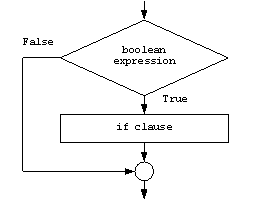 False
boolean
expression
True
if clause